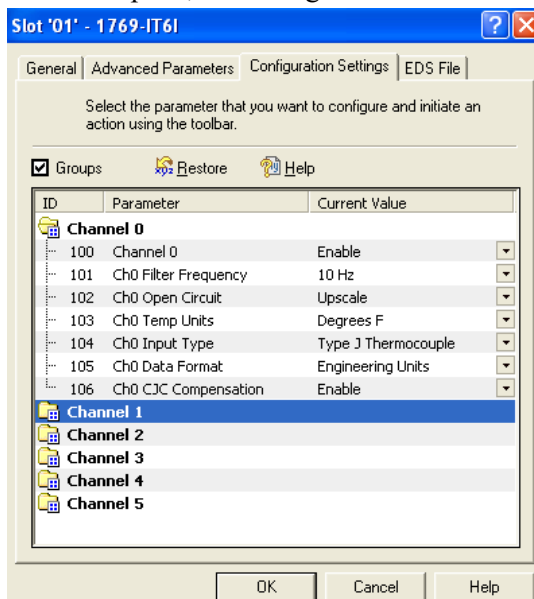 Slot '01' - 1769-IT6I
General Advanced Parameters Configuration Settings EDS File
Select the parameter that you want to configure and initiate an
action using the toolbar.
Groups Restore Help
ID Parameter Current Value
Channel 0
100 Channel 0 Enable
101 Ch0 Filter Frequency 10 Hz
102 Ch0 Open Circuit Upscale
103 Ch0 Temp Units Degrees F
104 Ch0 Input Type Type J Thermocouple
105 Ch0 Data Format Engineering Units
106 Ch0 CJC Compensation Enable
Channel 1
Channel 2
Channel 3
Channel 4
Channel 5
OK Cancel Help